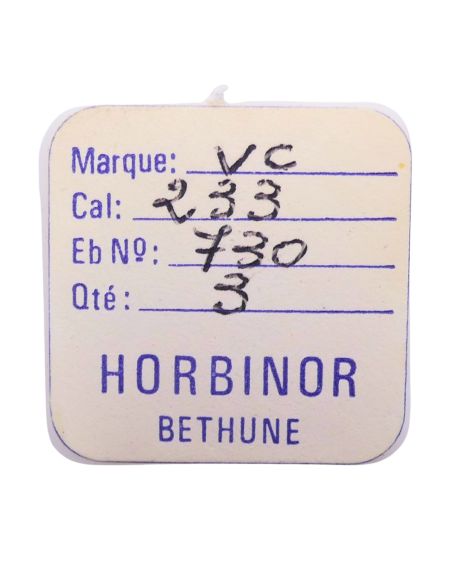 Marque: VC
Cal: 233
Eb Nº: 730
Qté: 3
HORBINOR
BETHUNE